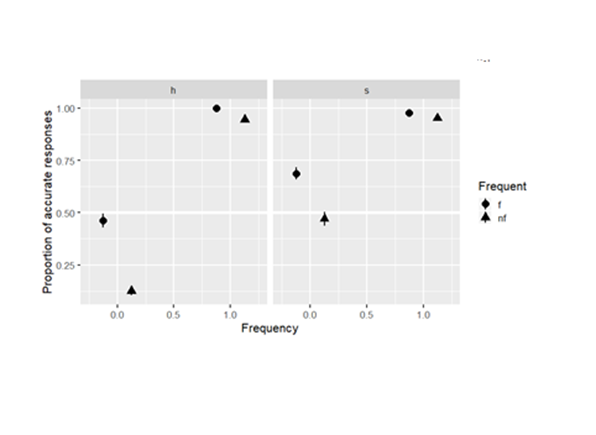 h
s
1.00
0.75
0.50
0.25
Proportion of accurate responses
0.0
0.5
1.0
0.0
0.5
1.0
Frequency
Frequent
f
nf